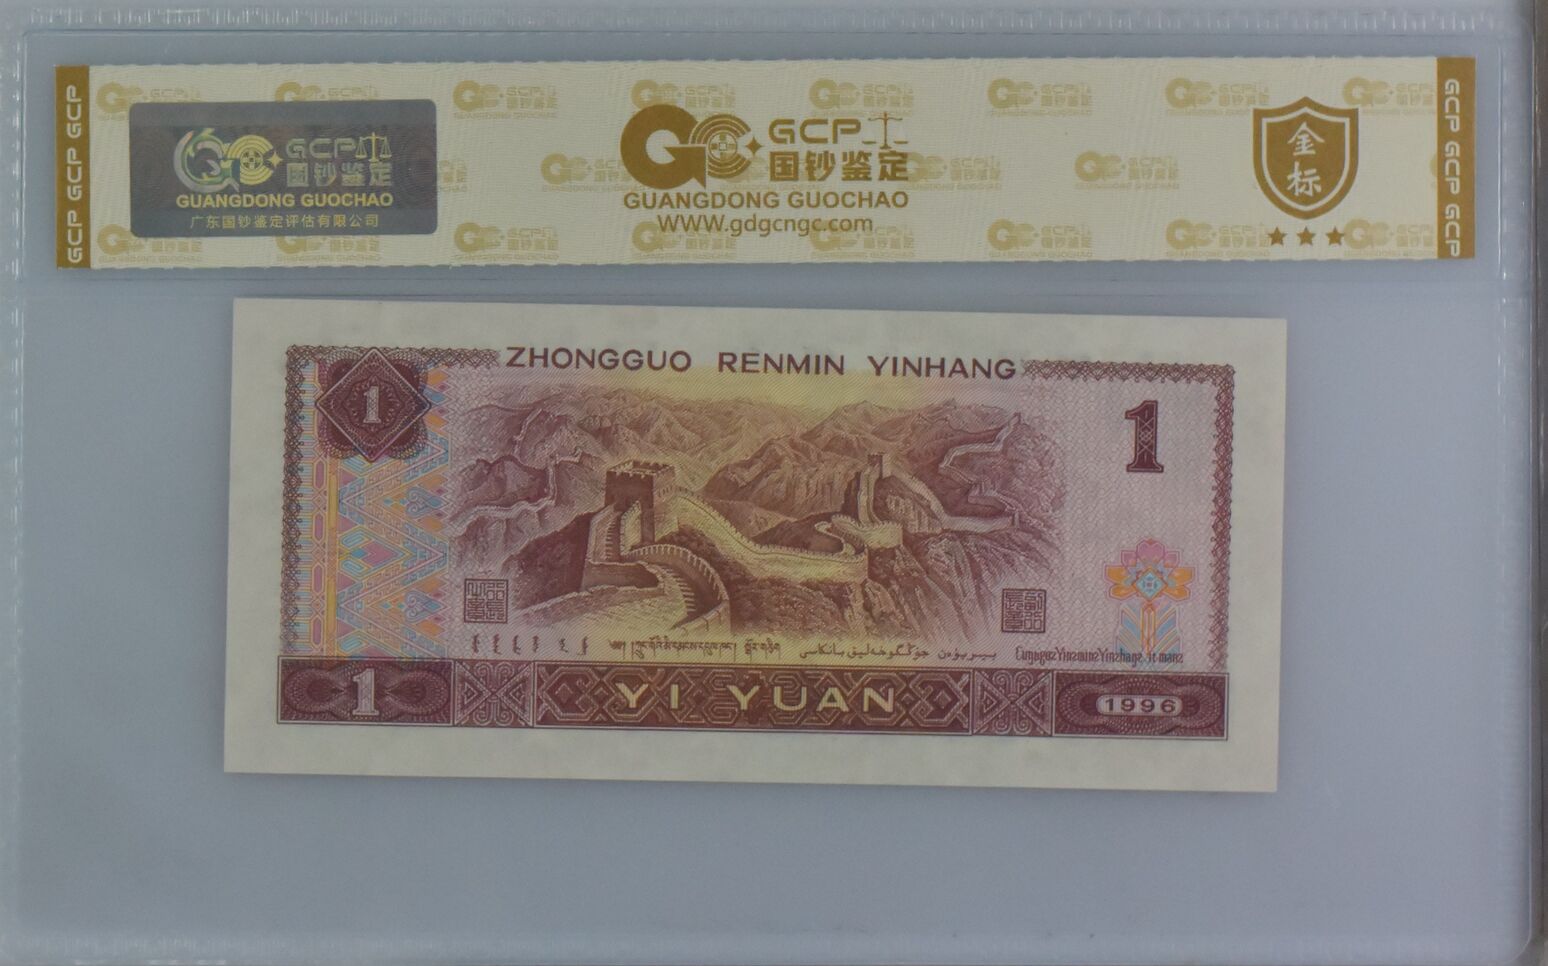 GCP GCP GCP
GCP
国钞鉴定
GUANGDONG GUOCHAO
广东国钞鉴定评估有限公司
GCP
国钞鉴定
GUANGDONG GUOCHAO
WWW.gdgcngc.com
金
标
GCP GCP GCP
ZHONGGUO RENMIN YINHANG
1
1
1
YI YUAN
1996